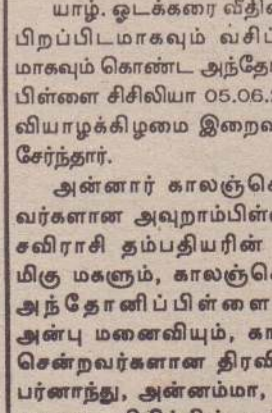 யாழ். ஓடக்கரை வீதியை
பிறப்பிடமாகவும் வசிப்
மாகவும் கொண்ட அந்தோ
பிள்ளை சிசிலியா 05.06.
வியாழக்கிழமை இறைவ
சேர்ந்தார்.
அன்னார் காலஞ்செ
வர்களான அவுறாம்பிள்
சவிராசி தம்பதியரின்
மிகு மகளும், காலஞ்செ
அந்தோனிப்பிள்ளை
அன்பு மனைவியும், கா
சென்றவர்களான திரவி
பர்னாந்து, அன்னம்மா,